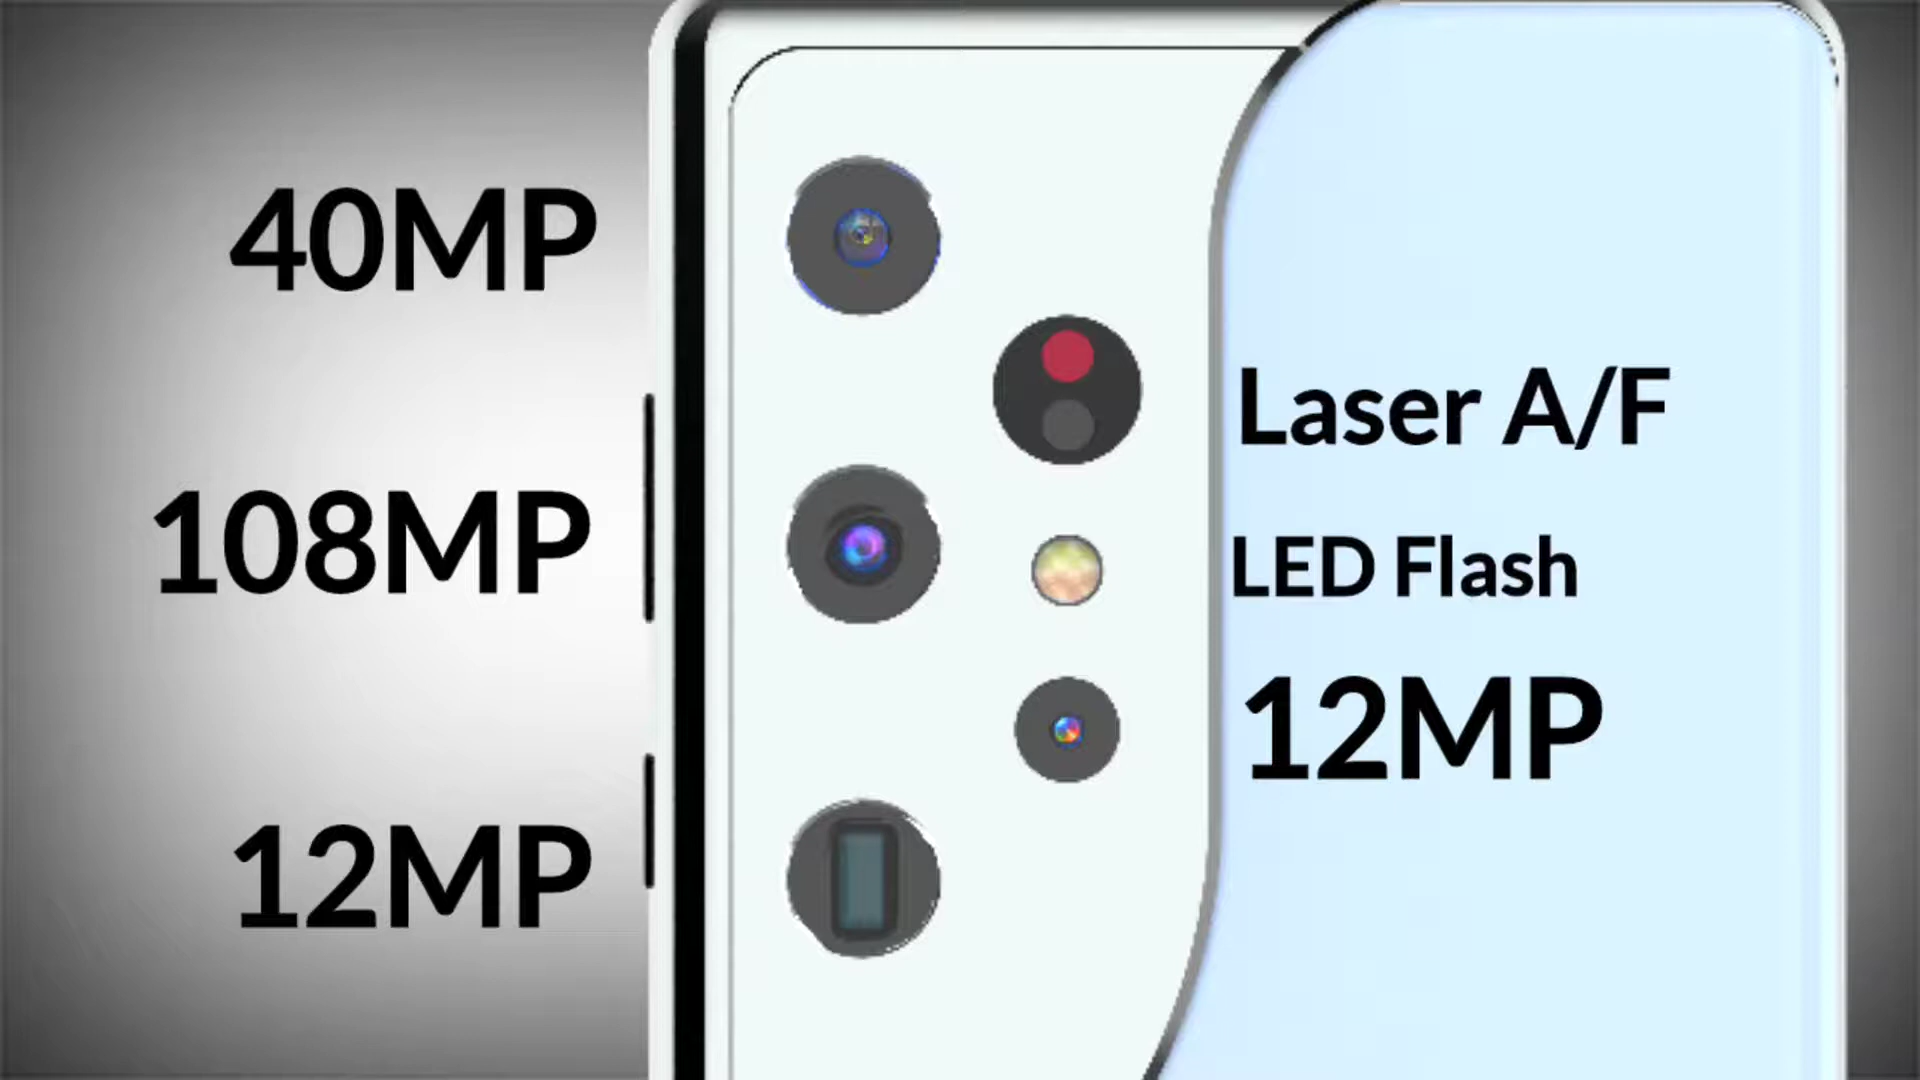 40MP
108MP
12MP
Laser A/F
LED Flash
12MP